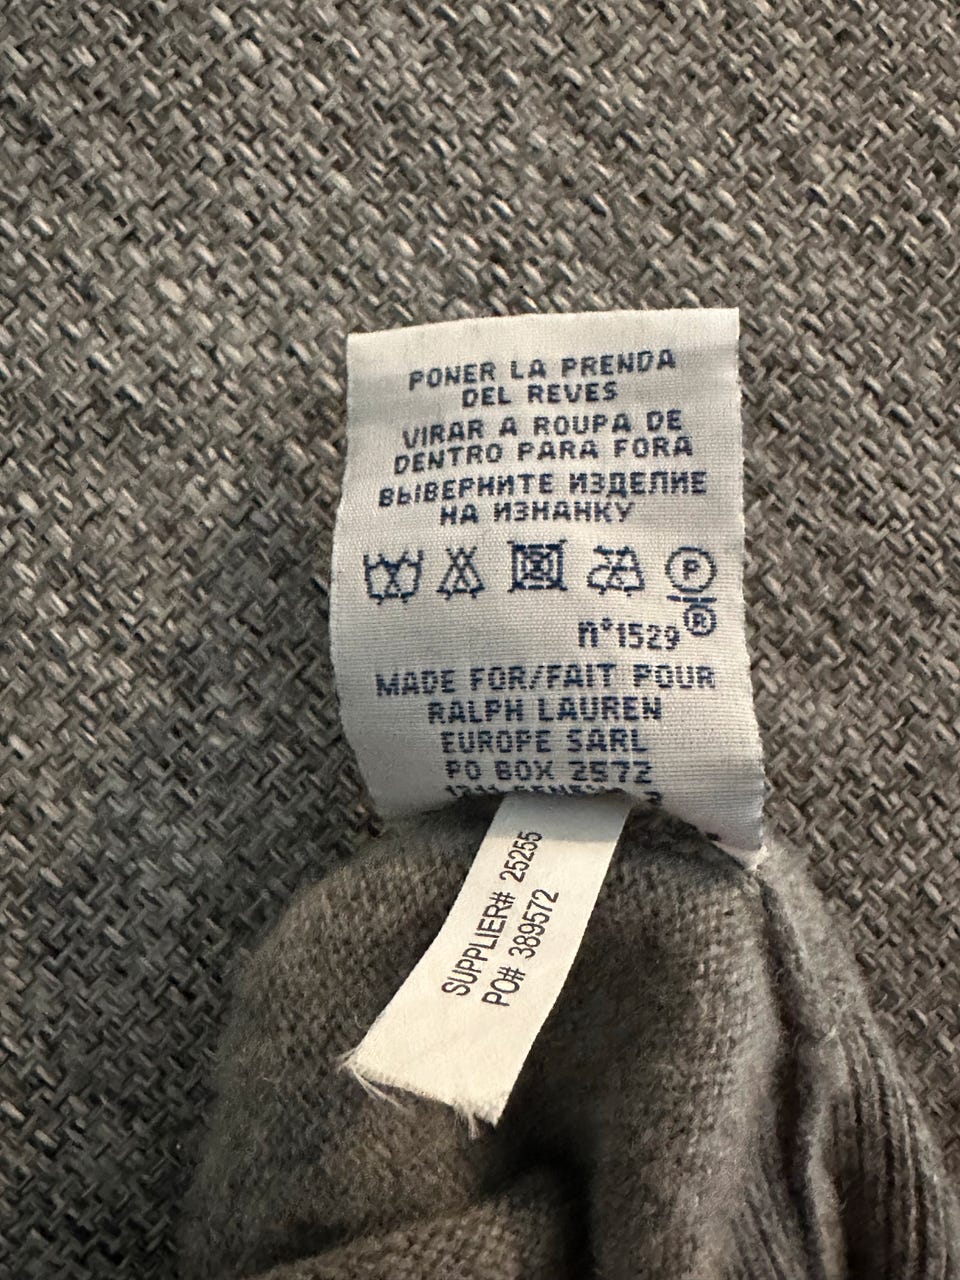 PONER LA PRENDA
DEL REVES
VIRAR A ROUPA DE
DENTRO PARA FORA
ВЫВЕРНИТЕ ИЗДЕЛИЕ
НА ИЗНАНКУ
P
n°1529 ®
MADE FOR/FAIT POUR
RALPH LAUREN
EUROPE SARL
PO BOX 2572
SUPPLIER# 25255
PO# 389572